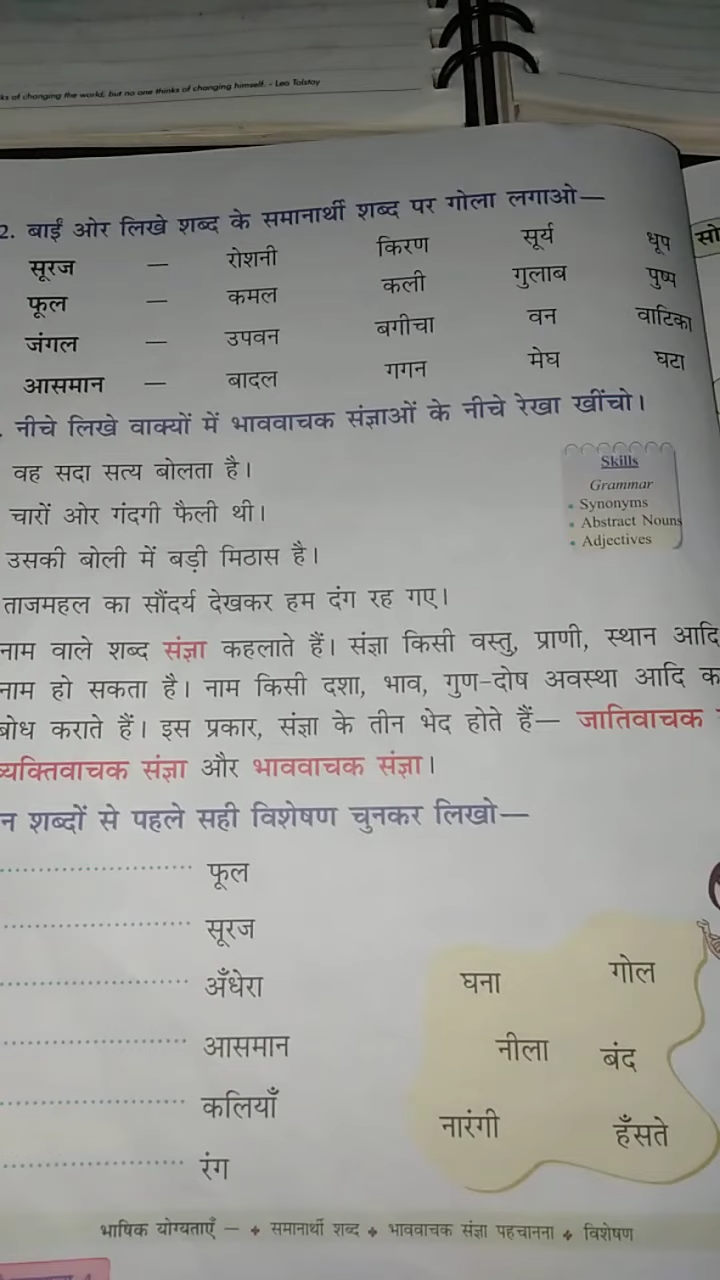 ks of changing the world, but no one thinks of changing himself. - Leo Tolstoy
2. बाईं ओर लिखे शब्द के समानार्थी शब्द पर गोला लगाओ—
सूरज — रोशनी किरण सूर्य धूप
फूल — कमल कली गुलाब पुष्प
जंगल — उपवन बगीचा वन वाटिका
आसमान — बादल गगन मेघ घटा
नीचे लिखे वाक्यों में भाववाचक संज्ञाओं के नीचे रेखा खींचो।
वह सदा सत्य बोलता है।
चारों ओर गंदगी फैली थी।
उसकी बोली में बड़ी मिठास है।
ताजमहल का सौंदर्य देखकर हम दंग रह गए।
Skills
Grammar
• Synonyms
• Abstract Nouns
• Adjectives
नाम वाले शब्द संज्ञा कहलाते हैं। संज्ञा किसी वस्तु, प्राणी, स्थान आदि
नाम हो सकता है। नाम किसी दशा, भाव, गुण-दोष अवस्था आदि क
बोध कराते हैं। इस प्रकार, संज्ञा के तीन भेद होते हैं— जातिवाचक
व्यक्तिवाचक संज्ञा और भाववाचक संज्ञा।
न शब्दों से पहले सही विशेषण चुनकर लिखो—
.......................... फूल
.......................... सूरज
.......................... अँधेरा
.......................... आसमान
.......................... कलियाँ
.......................... रंग
घना गोल
नीला बंद
नारंगी हँसते
भाषिक योग्यताएँ — ❖ समानार्थी शब्द ❖ भाववाचक संज्ञा पहचानना ❖ विशेषण
सो